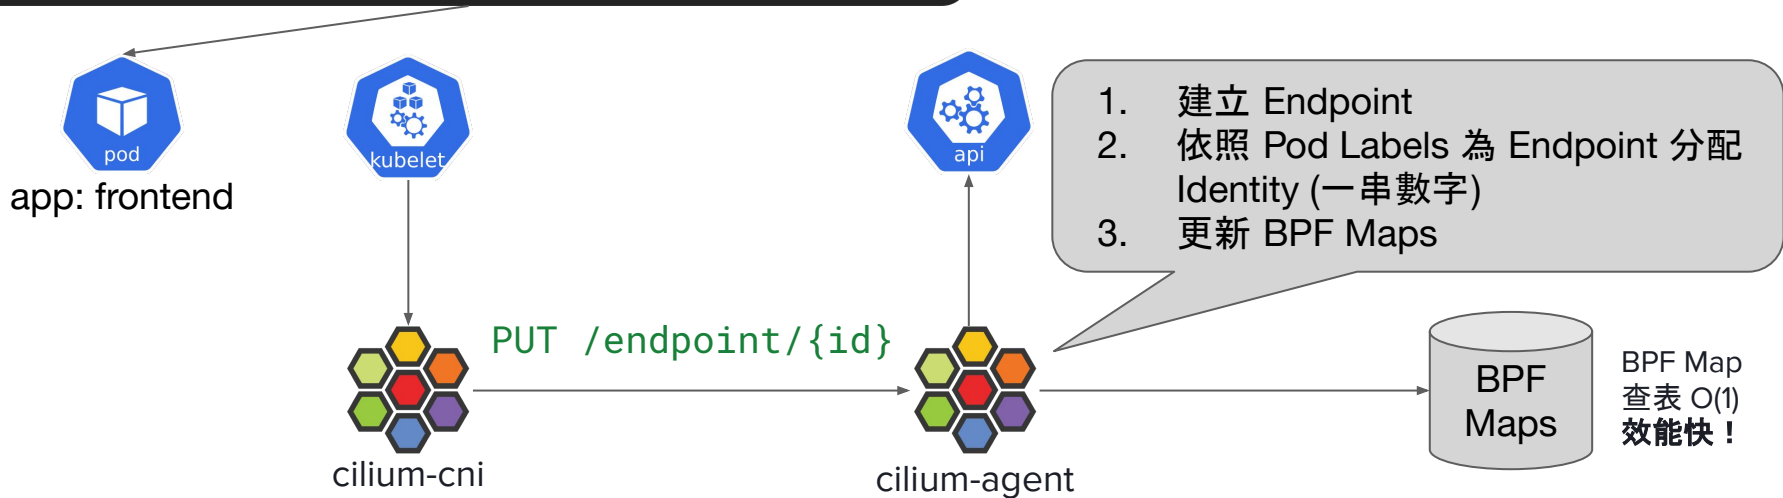 pod
app: frontend
kubelet
api
1. 建立 Endpoint
2. 依照 Pod Labels 為 Endpoint 分配
Identity (一串數字)
3. 更新 BPF Maps
PUT /endpoint/{id}
cilium-cni
cilium-agent
BPF
Maps
BPF Map
查表 O(1)
效能快！